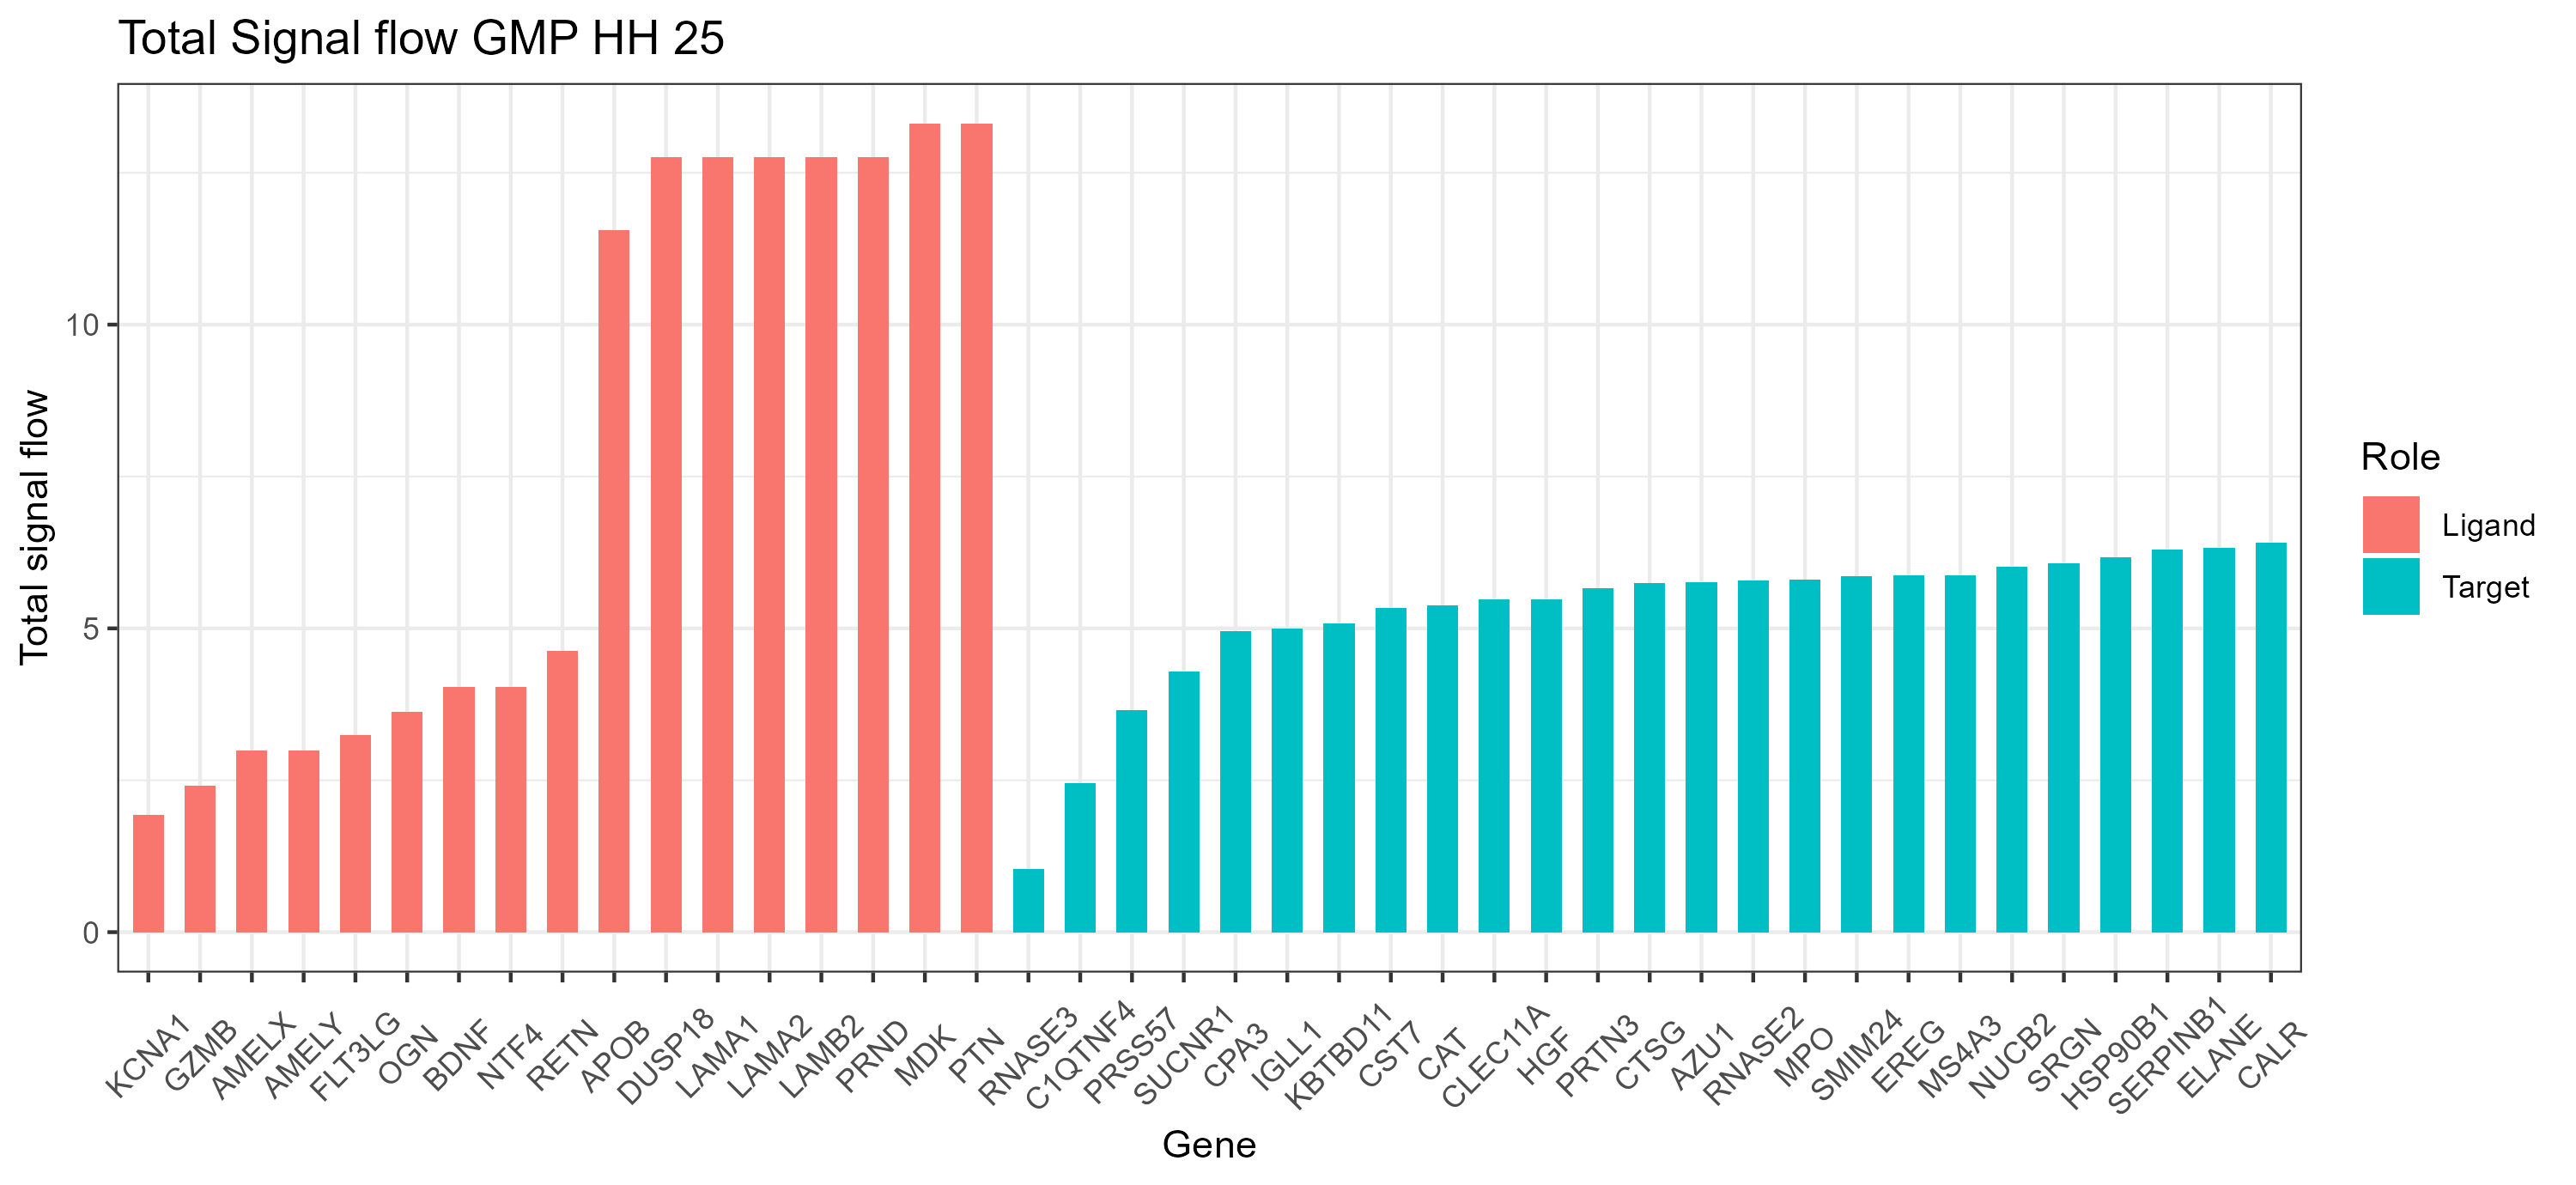 Total Signal flow GMP HH 25
Total signal flow
10
5
0
KCNA1
GZMB
AMELX
AMELY
FLT3LG
OGN
BDNF
NTF4
RETN
APOB
DUSP18
LAMA1
LAMA2
LAMB2
PRND
MDK
PTN
RNASE3
C1QTNF4
PRSS57
SUCNR1
CPA3
IGLL1
KBTBD11
CST7
CAT
CLEC11A
HGF
PRTN3
CTSG
AZU1
RNASE2
MPO
SMIM24
EREG
MS4A3
NUCB2
SRGN
HSP90B1
SERPINB1
ELANE
CALR
Gene
Role
Ligand
Target